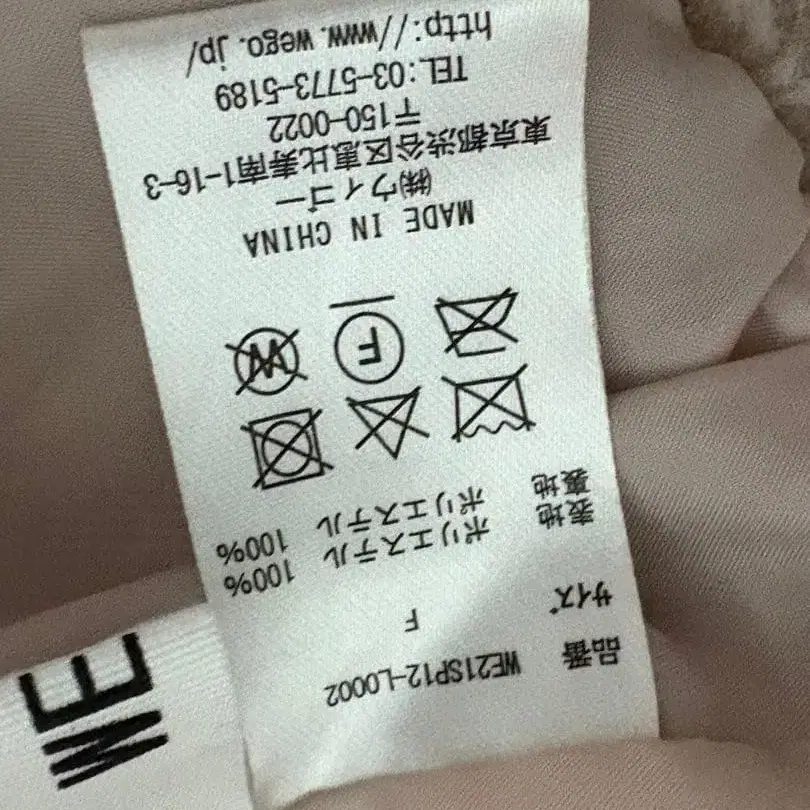 品番 WE21SP12-L0002
サイズ F
表地 ポリエステル 100%
裏地 ポリエステル 100%
F
W
MADE IN CHINA
㈱ウィゴー
東京都渋谷区恵比寿南1-16-3
〒150-0022
TEL:03-5773-5189
http://www.wego.jp/
WE